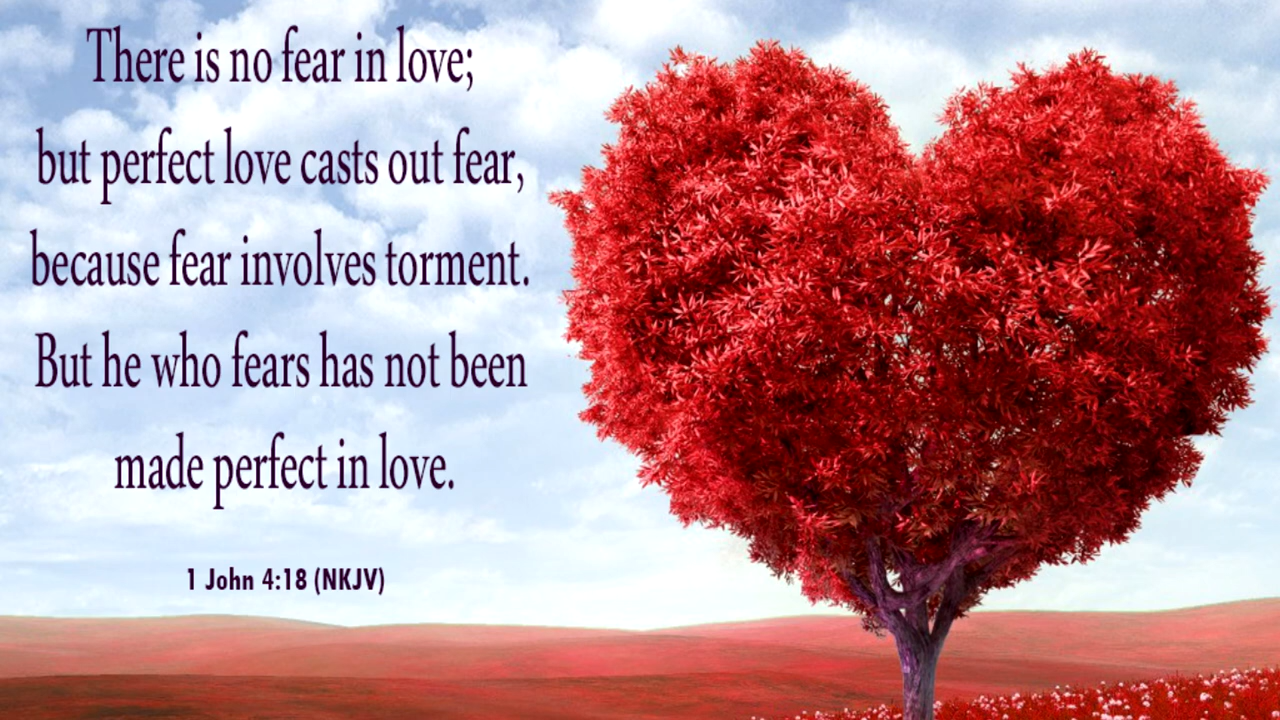 There is no fear in love;
but perfect love casts out fear,
because fear involves torment.
But he who fears has not been
made perfect in love.
1 John 4:18 (NKJV)